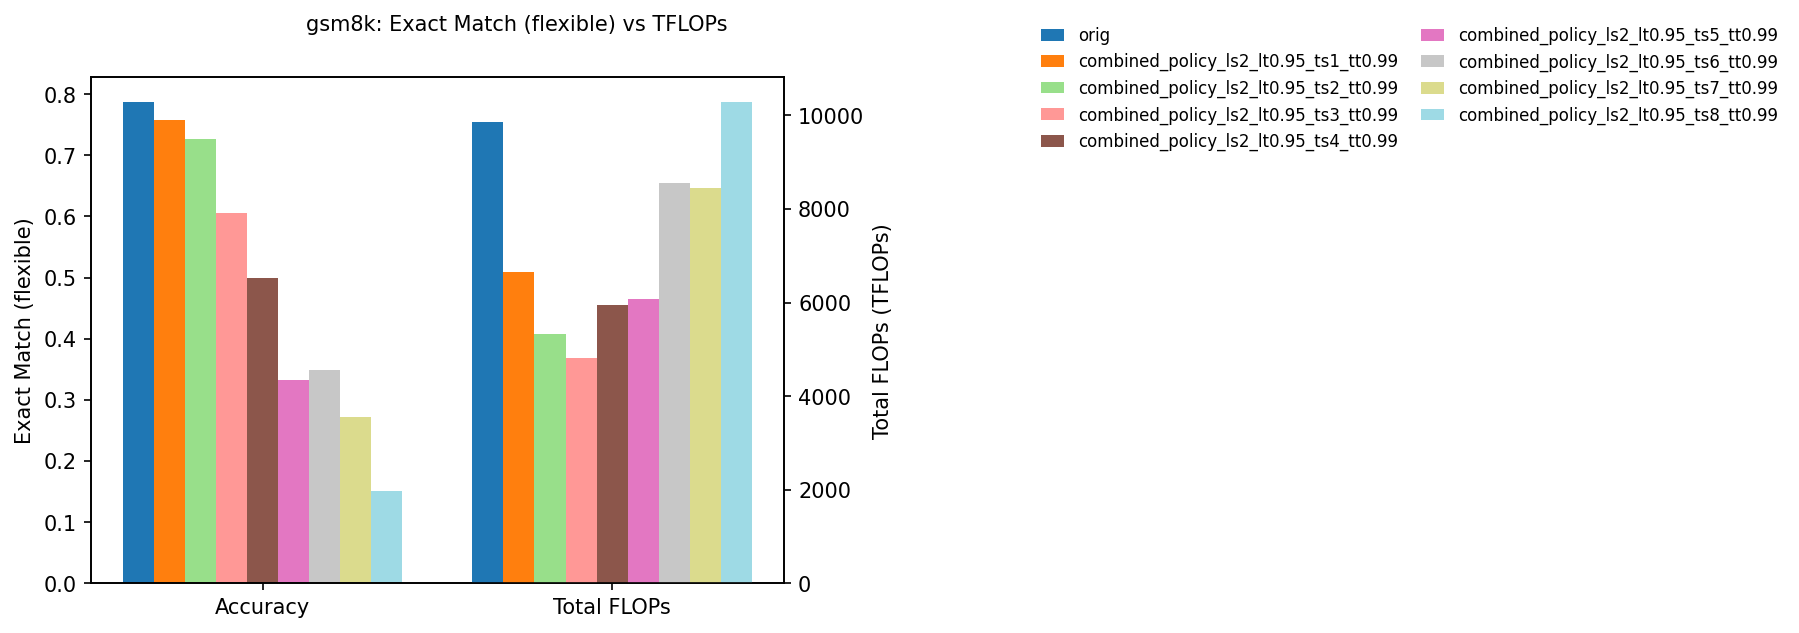 gsm8k: Exact Match (flexible) vs TFLOPs
orig
combined_policy_ls2_lt0.95_ts1_tt0.99
combined_policy_ls2_lt0.95_ts2_tt0.99
combined_policy_ls2_lt0.95_ts3_tt0.99
combined_policy_ls2_lt0.95_ts4_tt0.99
combined_policy_ls2_lt0.95_ts5_tt0.99
combined_policy_ls2_lt0.95_ts6_tt0.99
combined_policy_ls2_lt0.95_ts7_tt0.99
combined_policy_ls2_lt0.95_ts8_tt0.99
Exact Match (flexible)
0.8
0.7
0.6
0.5
0.4
0.3
0.2
0.1
0.0
10000
8000
6000
4000
2000
0
Total FLOPs (TFLOPs)
Accuracy
Total FLOPs